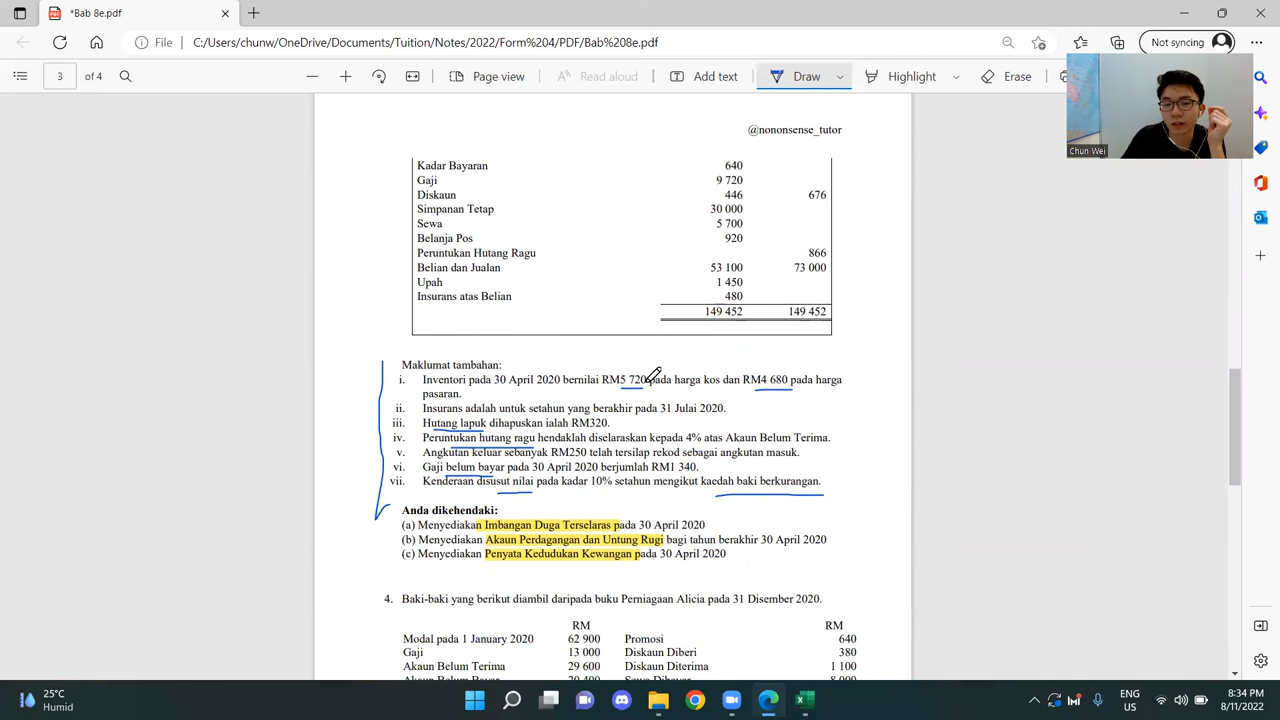 *Bab 8e.pdf
File C:/Users/chunw/OneDrive/Documents/Tuition/Notes/2022/Form%204/PDF/Bab%208e.pdf Not syncing
3 of 4 Page view Read aloud Add text Draw Highlight Erase
Chun Wei
@nononsense_tutor
Kadar Bayaran 640
Gaji 9 720
Diskaun 446 676
Simpanan Tetap 30 000
Sewa 5 700
Belanja Pos 920
Peruntukan Hutang Ragu 866
Belian dan Jualan 53 100 73 000
Upah 1 450
Insurans atas Belian 480
149 452 149 452
Maklumat tambahan:
i. Inventori pada 30 April 2020 bernilai RM5 720 pada harga kos dan RM4 680 pada harga
pasaran.
ii. Insurans adalah untuk setahun yang berakhir pada 31 Julai 2020.
iii. Hutang lapuk dihapuskan ialah RM320.
iv. Peruntukan hutang ragu hendaklah diselaraskan kepada 4% atas Akaun Belum Terima.
v. Angkutan keluar sebanyak RM250 telah tersilap rekod sebagai angkutan masuk.
vi. Gaji belum bayar pada 30 April 2020 berjumlah RM1 340.
vii. Kenderaan disusut nilai pada kadar 10% setahun mengikut kaedah baki berkurangan.
Anda dikehendaki:
(a) Menyediakan Imbangan Duga Terselaras pada 30 April 2020
(b) Menyediakan Akaun Perdagangan dan Untung Rugi bagi tahun berakhir 30 April 2020
(c) Menyediakan Penyata Kedudukan Kewangan pada 30 April 2020
4. Baki-baki yang berikut diambil daripada buku Perniagaan Alicia pada 31 Disember 2020.
RM RM
Modal pada 1 January 2020 62 900 Promosi 640
Gaji 13 000 Diskaun Diberi 380
Akaun Belum Terima 29 600 Diskaun Diterima 1 100
25°C
Humid
ENG
US
8:34 PM
8/11/2022